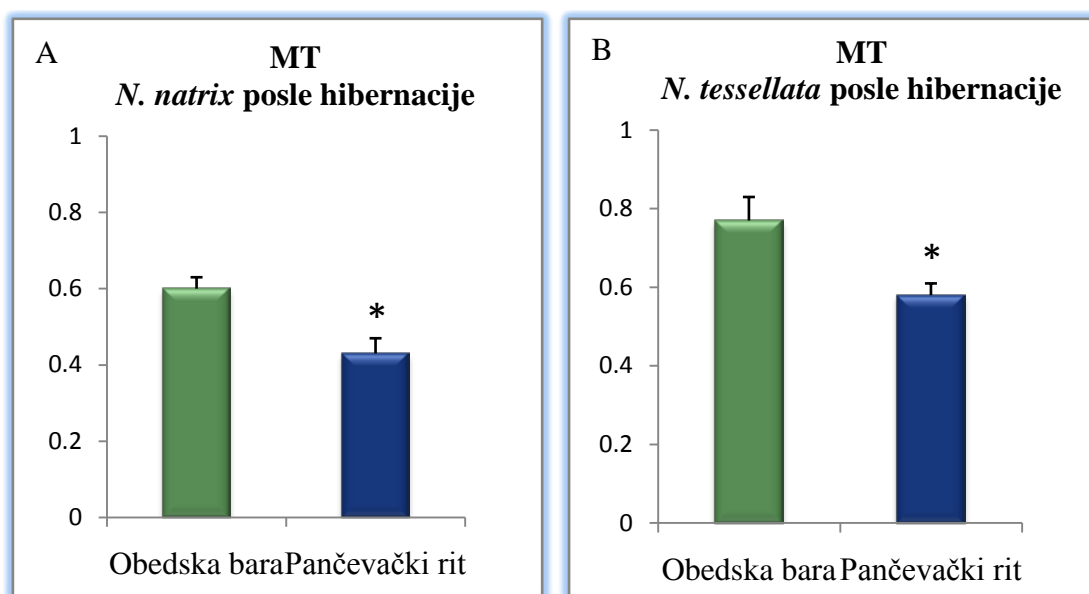 A
MT
N. natrix posle hibernacije
1
0.8
0.6
0.4
0.2
0
*
Obedska bara Pančevački rit
B
MT
N. tessellata posle hibernacije
1
0.8
0.6
0.4
0.2
0
*
Obedska bara Pančevački rit